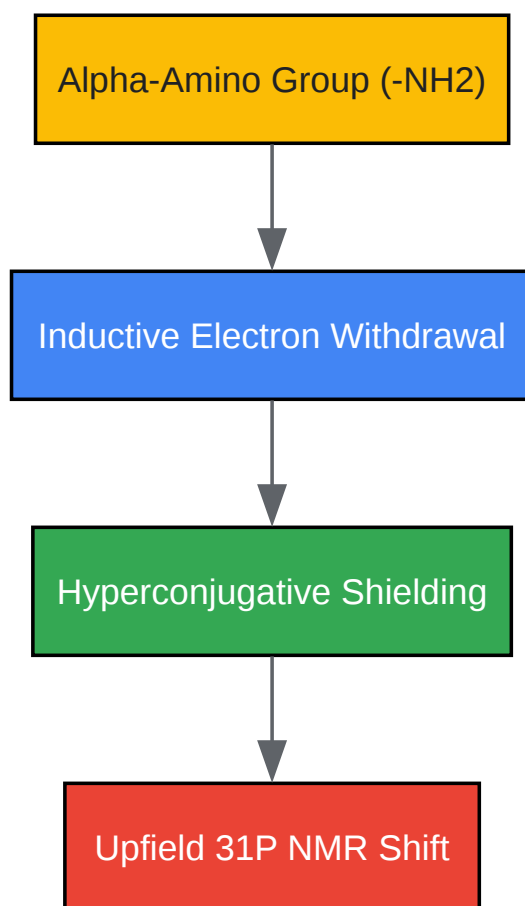 Alpha-Amino Group (-NH2)
Inductive Electron Withdrawal
Hyperconjugative Shielding
Upfield 31P NMR Shift